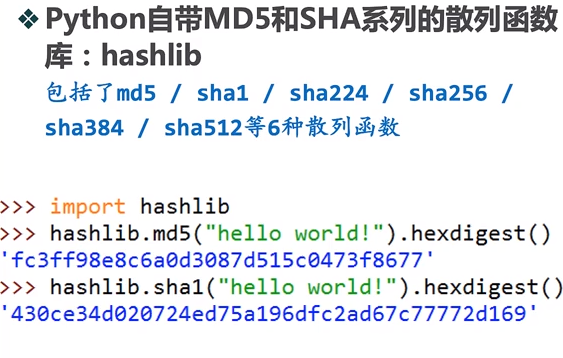 ❖Python自带MD5和SHA系列的散列函数
库：hashlib
包括了md5 / sha1 / sha224 / sha256 /
sha384 / sha512等6种散列函数
>>> import hashlib
>>> hashlib.md5("hello world!").hexdigest()
'fc3ff98e8c6a0d3087d515c0473f8677'
>>> hashlib.sha1("hello world!").hexdigest()
'430ce34d020724ed75a196dfc2ad67c77772d169'